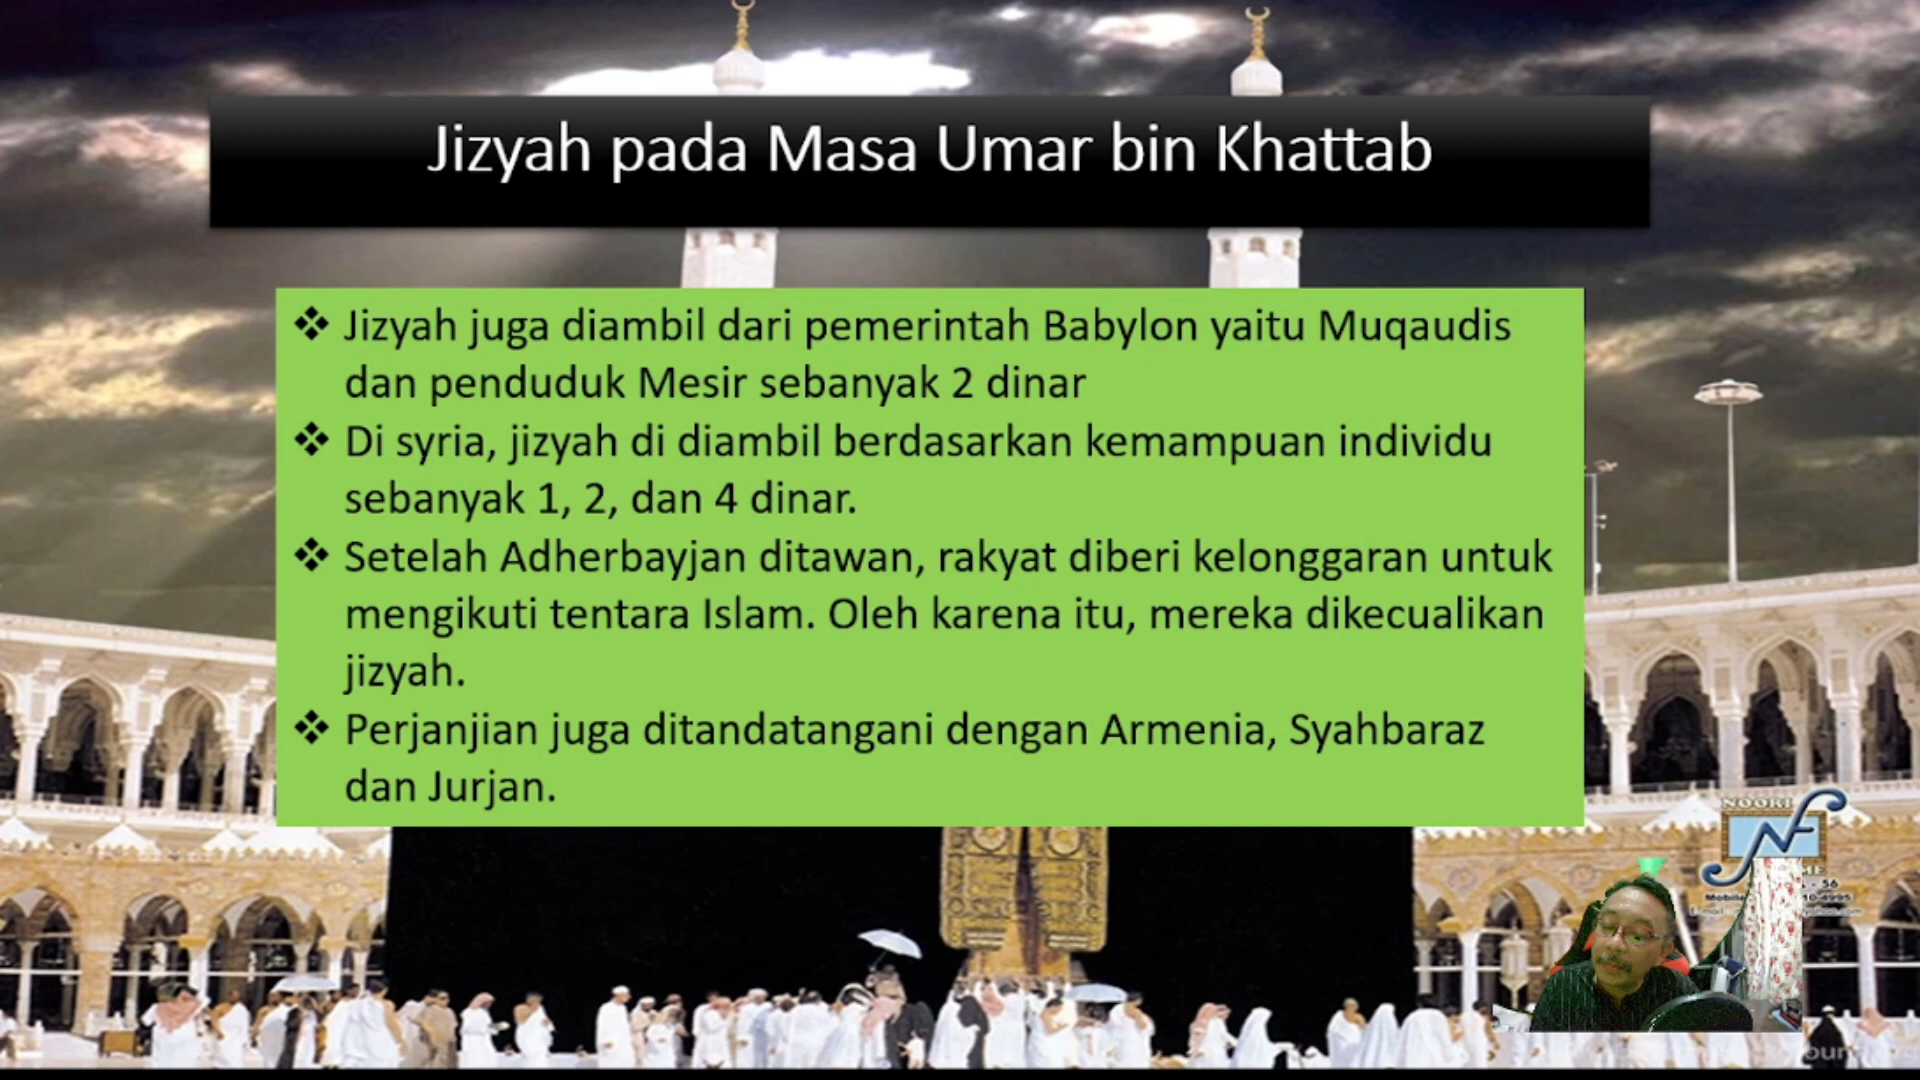 Jizyah pada Masa Umar bin Khattab
❖ Jizyah juga diambil dari pemerintah Babylon yaitu Muqaudis
dan penduduk Mesir sebanyak 2 dinar
❖ Di syria, jizyah di diambil berdasarkan kemampuan individu
sebanyak 1, 2, dan 4 dinar.
❖ Setelah Adherbayjan ditawan, rakyat diberi kelonggaran untuk
mengikuti tentara Islam. Oleh karena itu, mereka dikecualikan
jizyah.
❖ Perjanjian juga ditandatangani dengan Armenia, Syahbaraz
dan Jurjan.
NOORI
NF